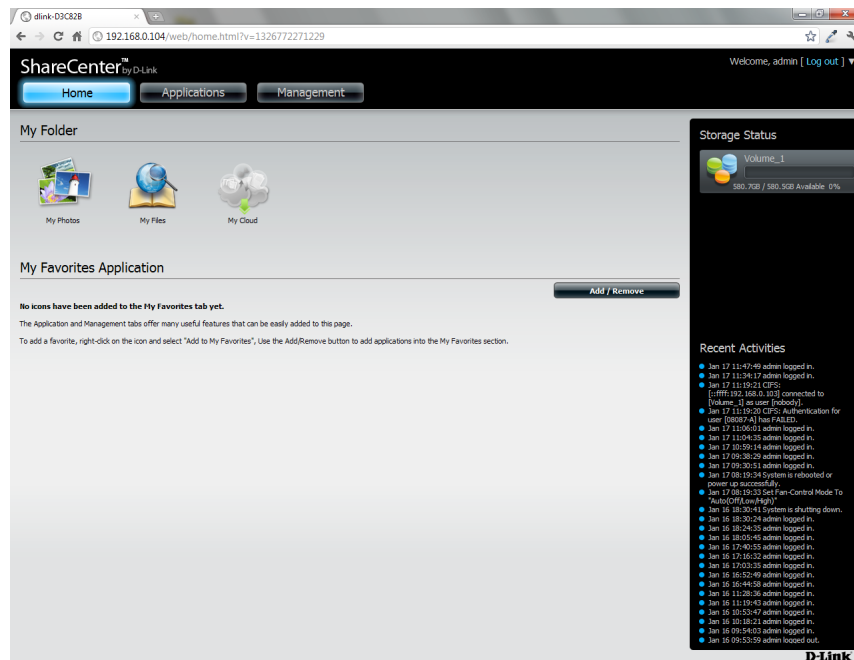 dlink-D3C82B
192.168.0.104/web/home.html?v=1326772271229
ShareCenter™ by D-Link
Welcome, admin [ Log out ]
Home
Applications
Management
My Folder
My Photos
My Files
My Cloud
My Favorites Application
Add / Remove
No icons have been added to the My Favorites tab yet.
The Application and Management tabs offer many useful features that can be easily added to this page.
To add a favorite, right-click on the icon and select "Add to My Favorites", Use the Add/Remove button to add applications into the My Favorites section.
Storage Status
Volume_1
580.7GB / 580.5GB Available 0%
Recent Activities
Jan 17 11:47:49 admin logged in.
Jan 17 11:34:17 admin logged in.
Jan 17 11:19:21 CIFS:
[::ffff:192.168.0.103] connected to
[Volume_1] as user [nobody].
Jan 17 11:19:20 CIFS: Authentication for
user [08087-A] has FAILED.
Jan 17 11:06:01 admin logged in.
Jan 17 11:04:35 admin logged in.
Jan 17 10:59:14 admin logged in.
Jan 17 09:38:29 admin logged in.
Jan 17 09:30:51 admin logged in.
Jan 17 08:19:34 System is rebooted or
power up successfully.
Jan 17 08:19:33 Set Fan-Control Mode To
"Auto(Off/Low/High)"
Jan 16 18:30:41 System is shutting down.
Jan 16 18:30:24 admin logged in.
Jan 16 18:24:35 admin logged in.
Jan 16 18:05:45 admin logged in.
Jan 16 17:40:55 admin logged in.
Jan 16 17:16:32 admin logged in.
Jan 16 17:03:35 admin logged in.
Jan 16 16:52:49 admin logged in.
Jan 16 16:44:58 admin logged in.
Jan 16 11:28:36 admin logged in.
Jan 16 11:19:43 admin logged in.
Jan 16 10:53:47 admin logged in.
Jan 16 10:18:21 admin logged in.
Jan 16 09:54:03 admin logged in.
Jan 16 09:53:59 admin logged out.
D-Link